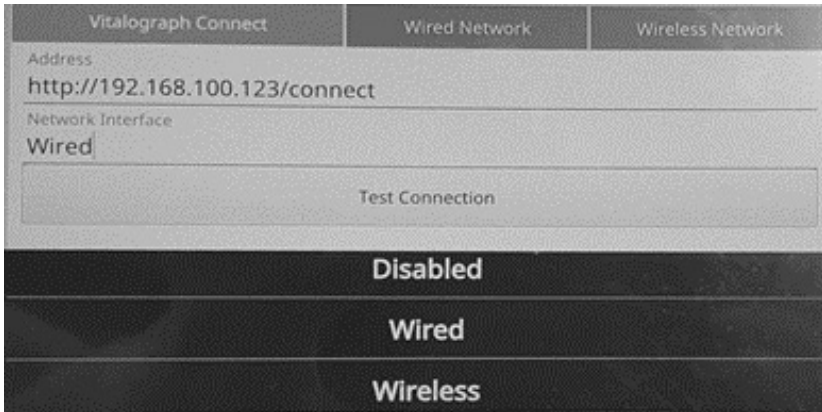 Vitalograph Connect Wired Network Wireless Network
Address
http://192.168.100.123/connect
Network Interface
Wired
Test Connection
Disabled
Wired
Wireless